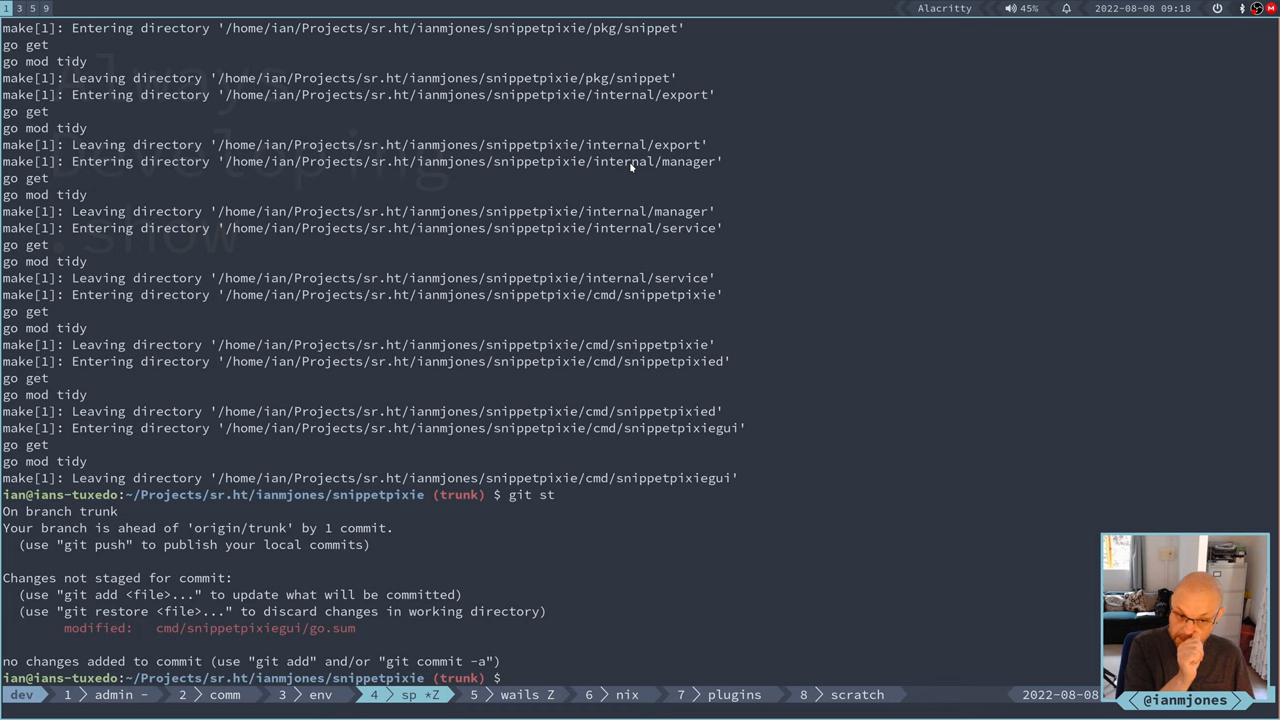 1 3 5 9
Alacritty 45% 2022-08-08 09:18
make[1]: Entering directory '/home/ian/Projects/sr.ht/ianmjones/snippetpixie/pkg/snippet'
go get
go mod tidy
make[1]: Leaving directory '/home/ian/Projects/sr.ht/ianmjones/snippetpixie/pkg/snippet'
make[1]: Entering directory '/home/ian/Projects/sr.ht/ianmjones/snippetpixie/internal/export'
go get
go mod tidy
make[1]: Leaving directory '/home/ian/Projects/sr.ht/ianmjones/snippetpixie/internal/export'
make[1]: Entering directory '/home/ian/Projects/sr.ht/ianmjones/snippetpixie/internal/manager'
go get
go mod tidy
make[1]: Leaving directory '/home/ian/Projects/sr.ht/ianmjones/snippetpixie/internal/manager'
make[1]: Entering directory '/home/ian/Projects/sr.ht/ianmjones/snippetpixie/internal/service'
go get
go mod tidy
make[1]: Leaving directory '/home/ian/Projects/sr.ht/ianmjones/snippetpixie/internal/service'
make[1]: Entering directory '/home/ian/Projects/sr.ht/ianmjones/snippetpixie/cmd/snippetpixie'
go get
go mod tidy
make[1]: Leaving directory '/home/ian/Projects/sr.ht/ianmjones/snippetpixie/cmd/snippetpixie'
make[1]: Entering directory '/home/ian/Projects/sr.ht/ianmjones/snippetpixie/cmd/snippetpixied'
go get
go mod tidy
make[1]: Leaving directory '/home/ian/Projects/sr.ht/ianmjones/snippetpixie/cmd/snippetpixied'
make[1]: Entering directory '/home/ian/Projects/sr.ht/ianmjones/snippetpixie/cmd/snippetpixiegui'
go get
go mod tidy
make[1]: Leaving directory '/home/ian/Projects/sr.ht/ianmjones/snippetpixie/cmd/snippetpixiegui'
ian@ians-tuxedo:~/Projects/sr.ht/ianmjones/snippetpixie (trunk) $ git st
On branch trunk
Your branch is ahead of 'origin/trunk' by 1 commit.
(use "git push" to publish your local commits)
Changes not staged for commit:
(use "git add <file>..." to update what will be committed)
(use "git restore <file>..." to discard changes in working directory)
modified: cmd/snippetpixiegui/go.sum
no changes added to commit (use "git add" and/or "git commit -a")
ian@ians-tuxedo:~/Projects/sr.ht/ianmjones/snippetpixie (trunk) $
dev 1 admin - 2 comm 3 env 4 sp *Z 5 wails Z 6 nix 7 plugins 8 scratch 2022-08-08
@ianmjones
Always
Developing
.show